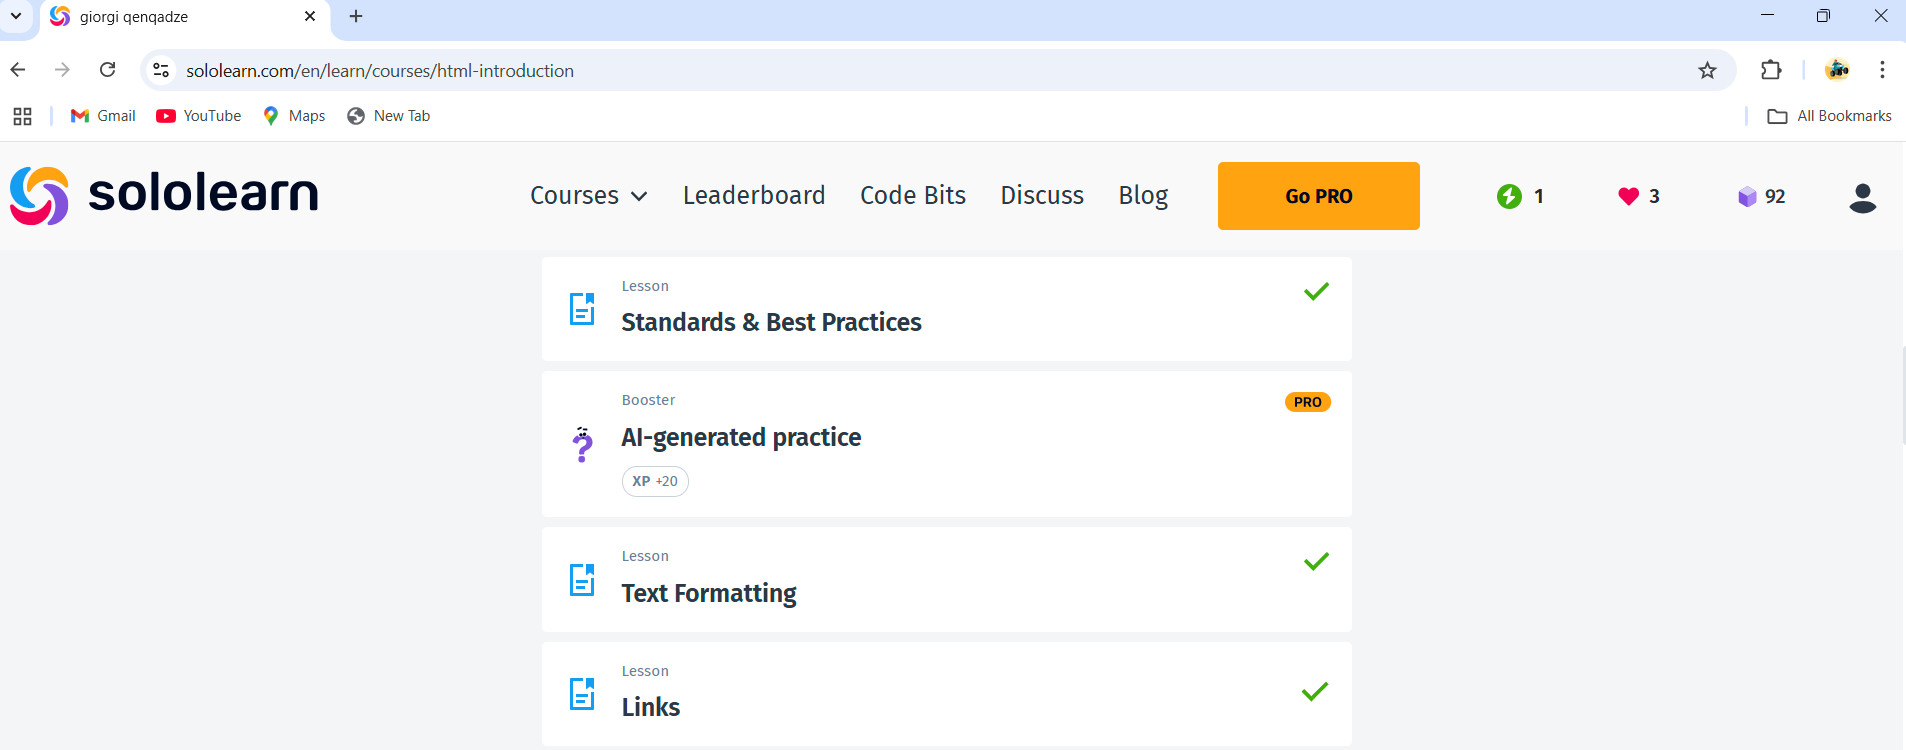 giorgi qenqadze
sololearn.com/en/learn/courses/html-introduction
Gmail YouTube Maps New Tab All Bookmarks
sololearn Courses Leaderboard Code Bits Discuss Blog Go PRO 1 3 92
Lesson
Standards & Best Practices
Booster PRO
AI-generated practice
XP +20
Lesson
Text Formatting
Lesson
Links